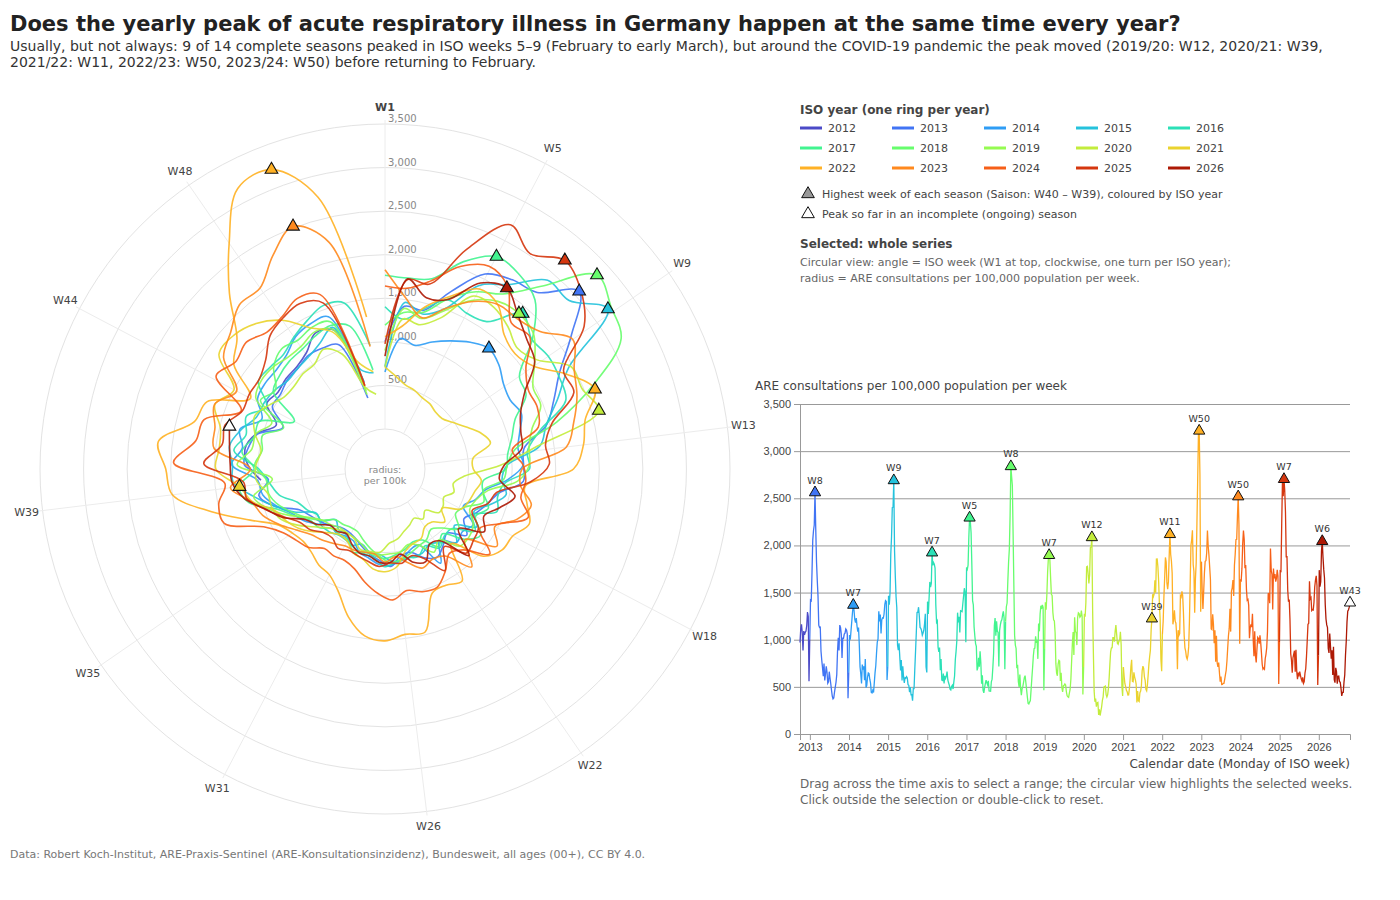 Does the yearly peak of acute respiratory illness in Germany happen at the same time every year?
Usually, but not always: 9 of 14 complete seasons peaked in ISO weeks 5–9 (February to early March), but around the COVID-19 pandemic the peak moved (2019/20: W12, 2020/21: W39,
2021/22: W11, 2022/23: W50, 2023/24: W50) before returning to February.
W1
3,500
3,000
2,500
2,000
1,500
1,000
500
radius:
per 100k
W5
W9
W13
W18
W22
W26
W31
W35
W39
W44
W48
ISO year (one ring per year)
2012 2013 2014 2015 2016
2017 2018 2019 2020 2021
2022 2023 2024 2025 2026
Highest week of each season (Saison: W40 – W39), coloured by ISO year
Peak so far in an incomplete (ongoing) season
Selected: whole series
Circular view: angle = ISO week (W1 at top, clockwise, one turn per ISO year);
radius = ARE consultations per 100,000 population per week.
ARE consultations per 100,000 population per week
3,500
3,000
2,500
2,000
1,500
1,000
500
0
W8
W7
W9
W7
W5
W8
W7
W12
W39
W11
W50
W50
W7
W6
W43
2013 2014 2015 2016 2017 2018 2019 2020 2021 2022 2023 2024 2025 2026
Calendar date (Monday of ISO week)
Drag across the time axis to select a range; the circular view highlights the selected weeks.
Click outside the selection or double-click to reset.
Data: Robert Koch-Institut, ARE-Praxis-Sentinel (ARE-Konsultationsinzidenz), Bundesweit, all ages (00+), CC BY 4.0.